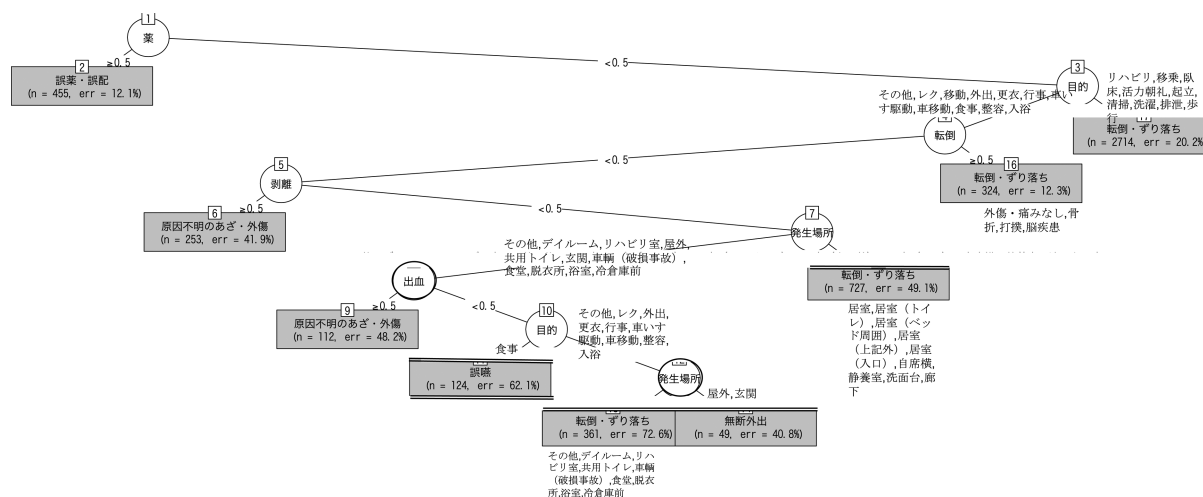 1
薬
≥0.5
<0.5
2
誤薬・誤配
(n = 455, err = 12.1%)
3
目的
リハビリ,移乗,臥
床,活力朝礼,起立,
清掃,洗濯,排泄,歩
行
その他,レク,移動,外出,更衣,行事,車い
す駆動,車移動,食事,整容,入浴
転倒・ずり落ち
(n = 2714, err = 20.2%
転倒
<0.5
≥0.5
16
転倒・ずり落ち
(n = 324, err = 12.3%)
5
剥離
≥0.5
<0.5
6
原因不明のあざ・外傷
(n = 253, err = 41.9%)
7
発生場所
外傷・痛みなし,骨
折,打撲,脳疾患
その他,デイルーム,リハビリ室,屋外,
共用トイレ,玄関,車輌（破損事故）,
食堂,脱衣所,浴室,冷倉庫前
転倒・ずり落ち
(n = 727, err = 49.1%)
居室,居室（トイ
レ）,居室（ベッ
ド周囲）,居室
（上記外）,居室
（入口）,自席横,
静養室,洗面台,廊
下
出血
≥0.5
<0.5
9
原因不明のあざ・外傷
(n = 112, err = 48.2%)
10
目的
その他,レク,外出,
更衣,行事,車いす
駆動,車移動,整容,
入浴
食事
誤嚥
(n = 124, err = 62.1%)
発生場所
屋外,玄関
転倒・ずり落ち
(n = 361, err = 72.6%)
無断外出
(n = 49, err = 40.8%)
その他,デイルーム,リハ
ビリ室,共用トイレ,車輌
（破損事故）,食堂,脱衣
所,浴室,冷倉庫前